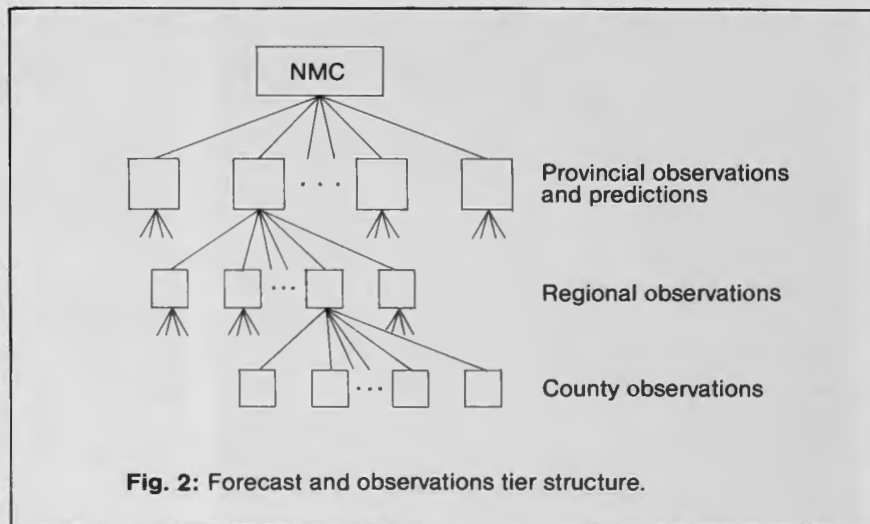 NMC
Provincial observations
and predictions
Regional observations
County observations
Fig. 2: Forecast and observations tier structure.